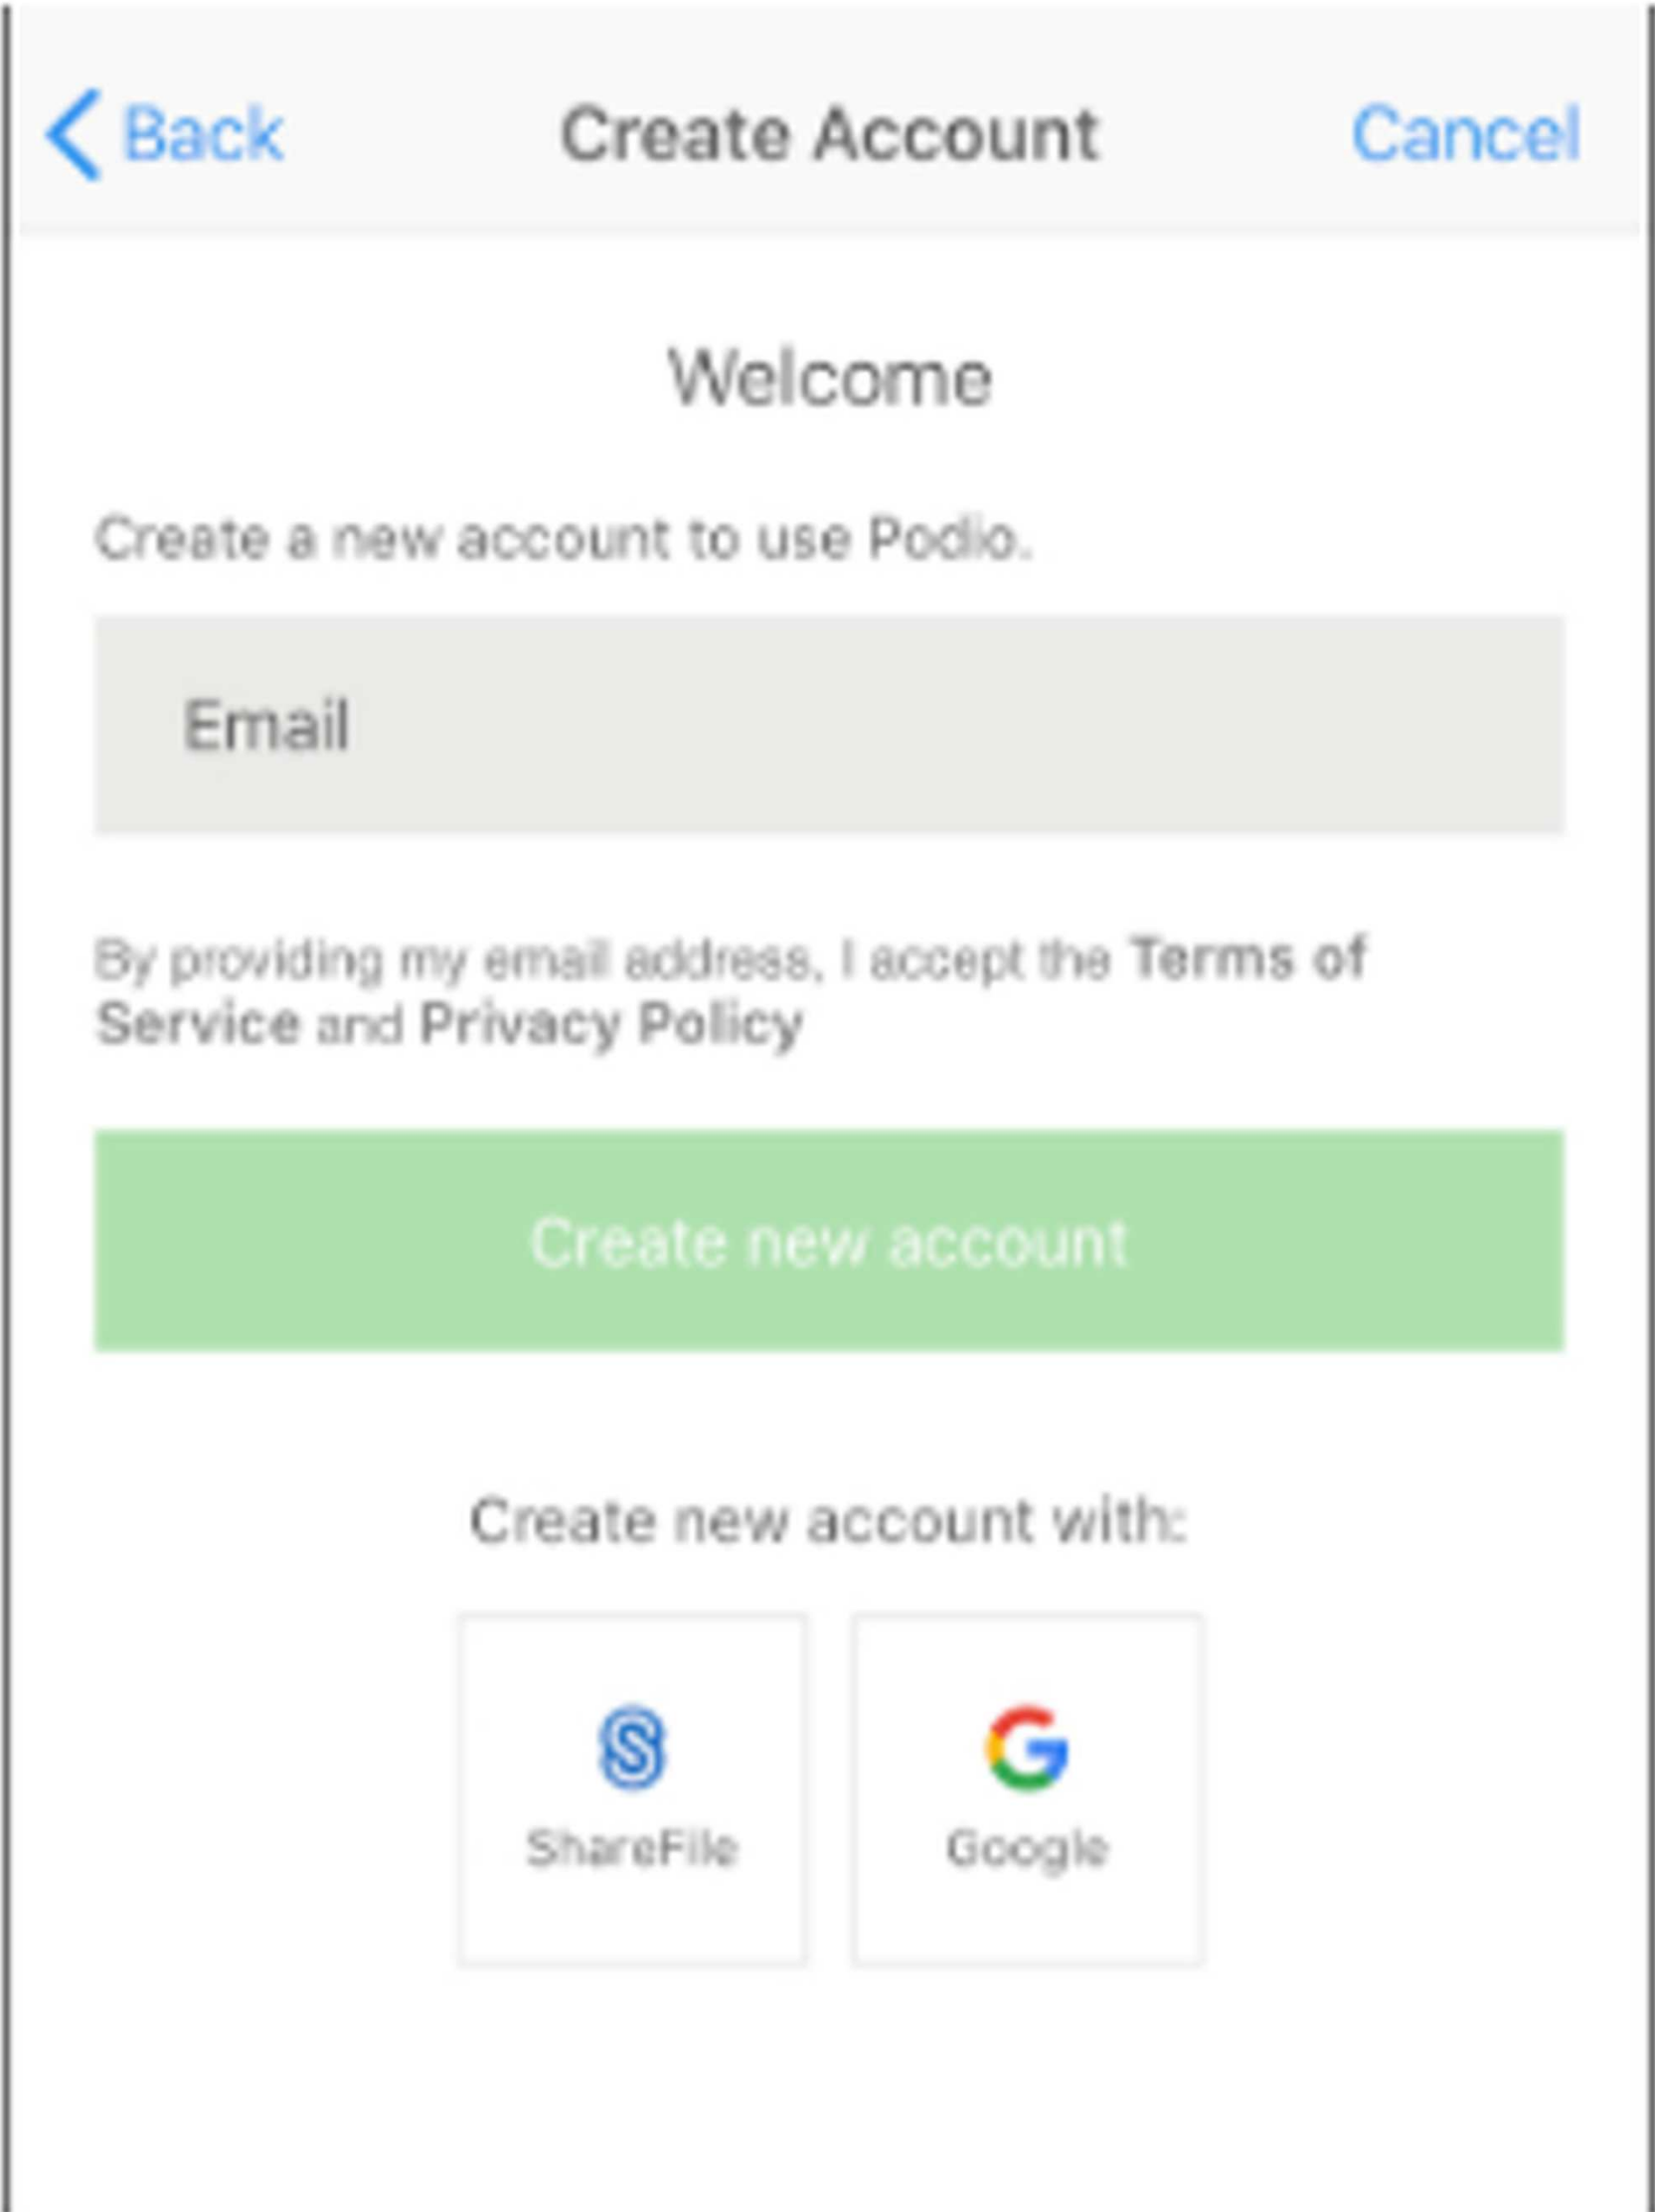 Back Create Account Cancel
Welcome
Create a new account to use Podio.
Email
By providing my email address, I accept the Terms of
Service and Privacy Policy
Create new account
Create new account with:
ShareFile Google